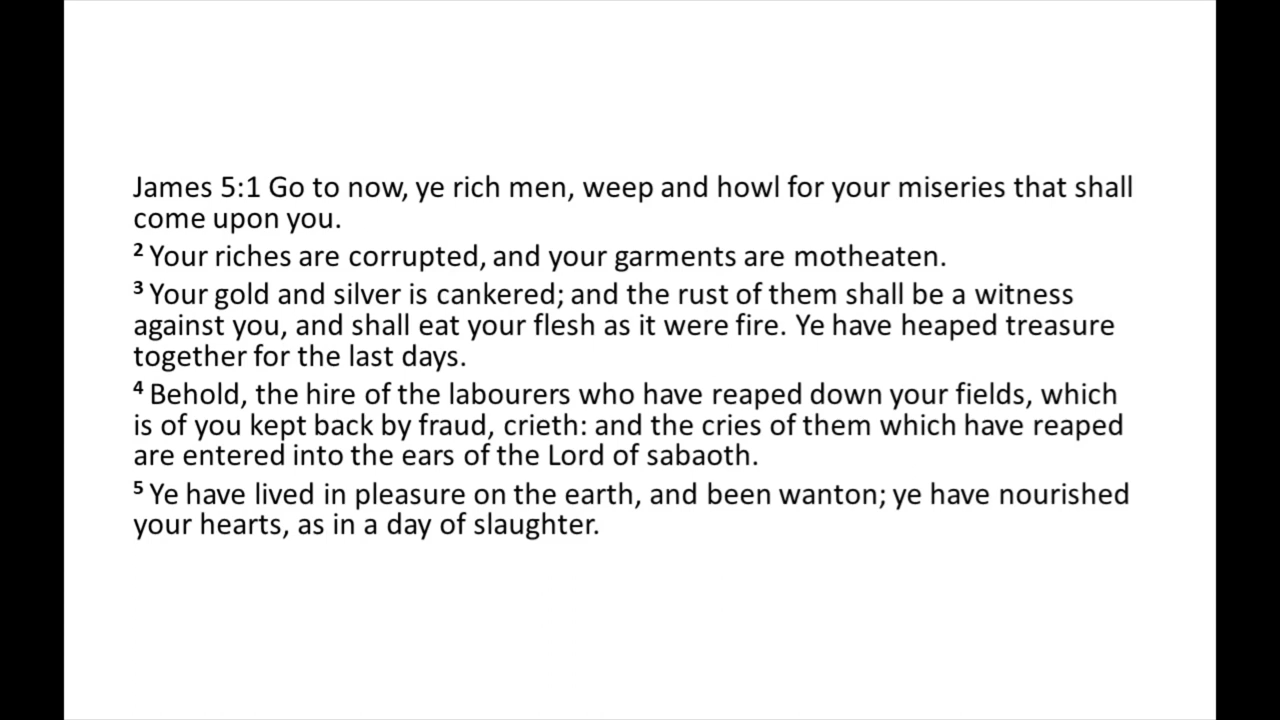 James 5:1 Go to now, ye rich men, weep and howl for your miseries that shall
come upon you.
2 Your riches are corrupted, and your garments are motheaten.
3 Your gold and silver is cankered; and the rust of them shall be a witness
against you, and shall eat your flesh as it were fire. Ye have heaped treasure
together for the last days.
4 Behold, the hire of the labourers who have reaped down your fields, which
is of you kept back by fraud, crieth: and the cries of them which have reaped
are entered into the ears of the Lord of sabaoth.
5 Ye have lived in pleasure on the earth, and been wanton; ye have nourished
your hearts, as in a day of slaughter.